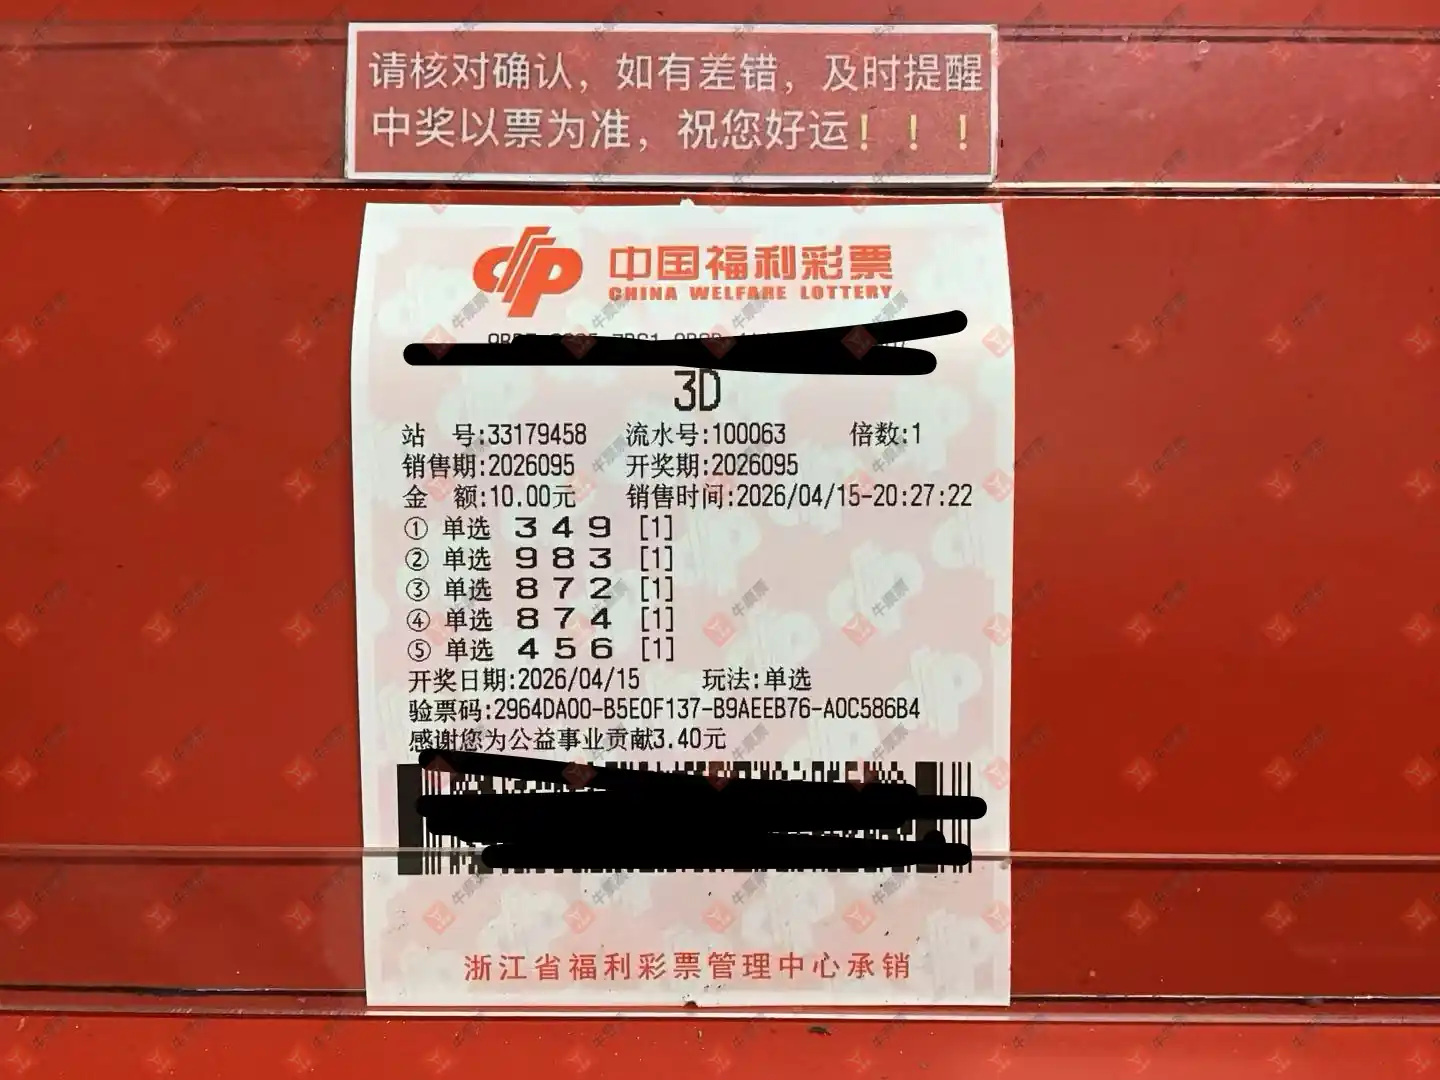 请核对确认，如有差错，及时提醒
中奖以票为准，祝您好运！！！
中国福利彩票
CHINA WELFARE LOTTERY
3D
站 号:33179458 流水号:100063 倍数:1
销售期:2026095 开奖期:2026095
金 额:10.00元 销售时间:2026/04/15-20:27:22
① 单选 3 4 9 [1]
② 单选 9 8 3 [1]
③ 单选 8 7 2 [1]
④ 单选 8 7 4 [1]
⑤ 单选 4 5 6 [1]
开奖日期:2026/04/15 玩法:单选
验票码:2964DA00-B5E0F137-B9AEEB76-A0C586B4
感谢您为公益事业贡献3.40元
浙江省福利彩票管理中心承销